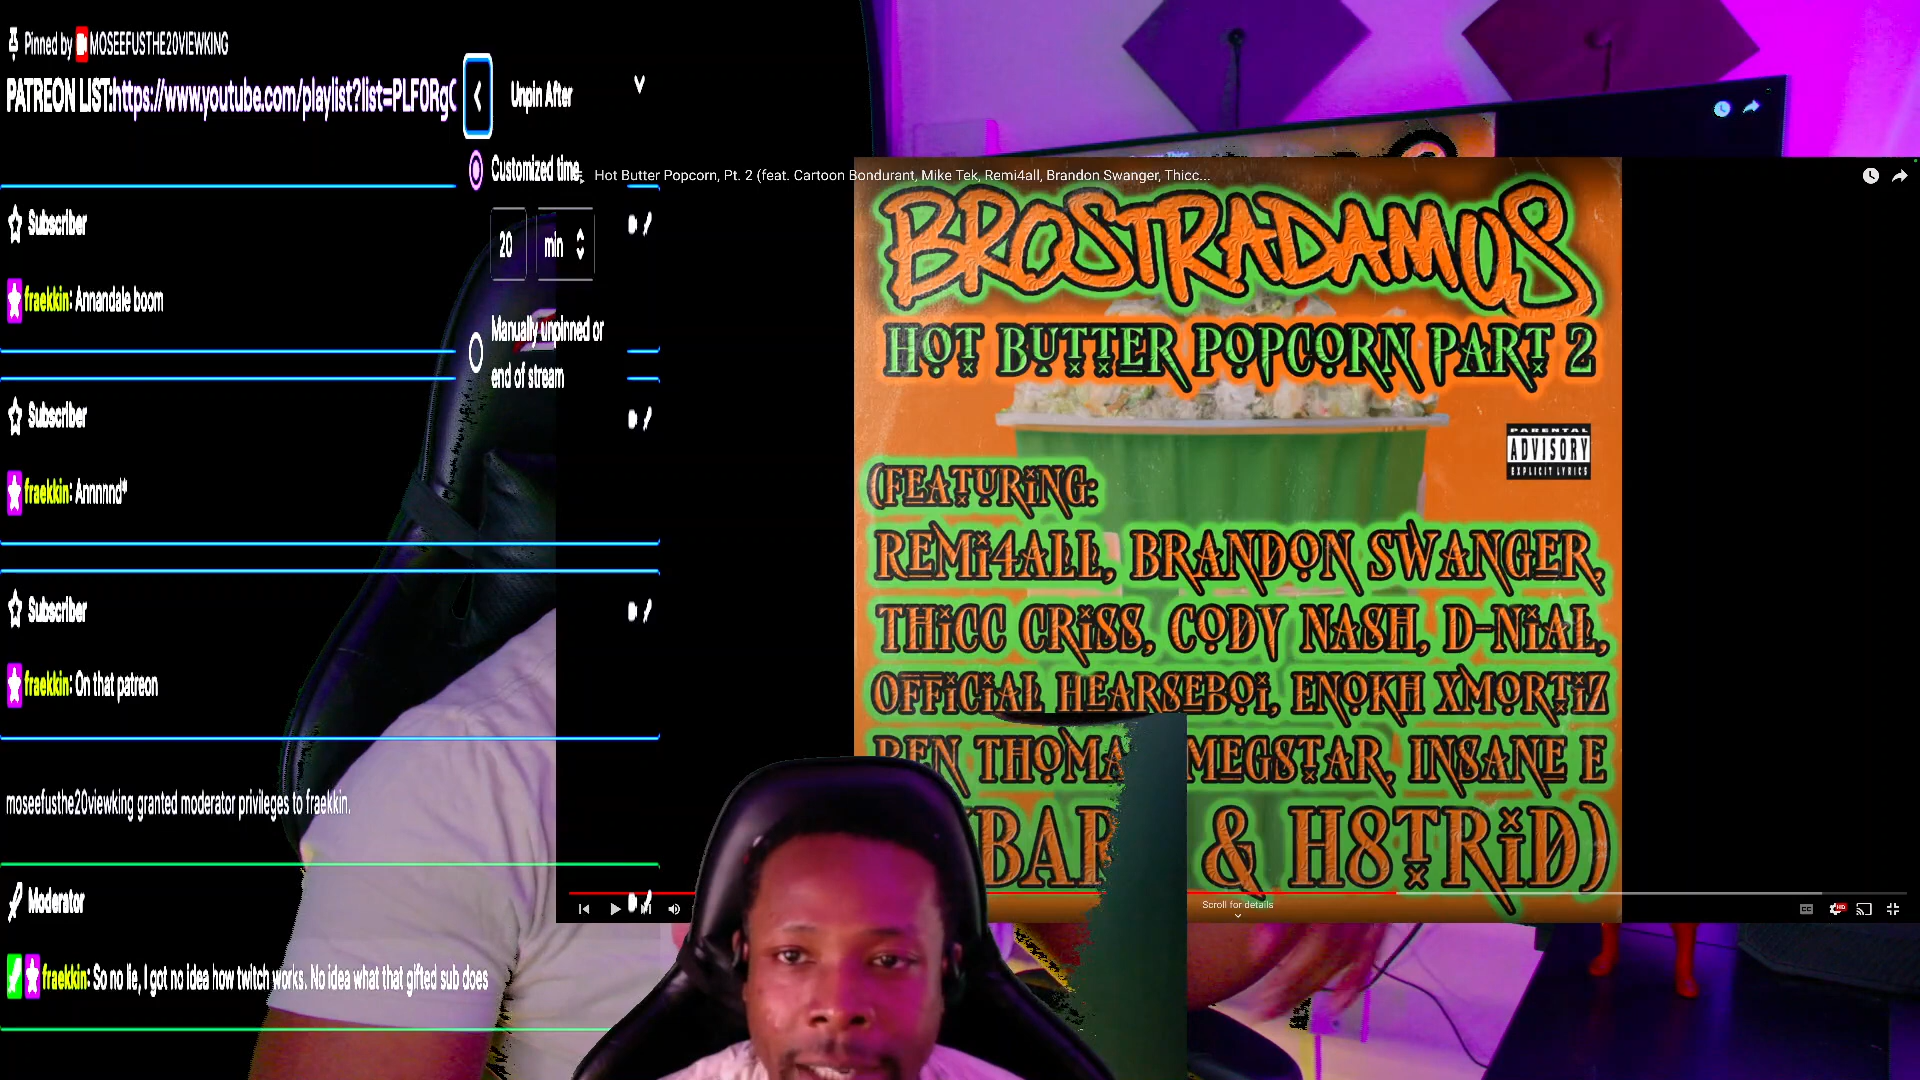 Pinned by MOSEEFUSTHE20VIEWKING
PATREON LIST:https://www.youtube.com/playlist?list=PLF0Rg
Unpin After
Customized time
20 min
Manually unpinned or
end of stream
Subscriber
fraekkin: Annandale boom
Subscriber
fraekkin: Annnnnd*
Subscriber
fraekkin: On that patreon
moseefusthe20viewking granted moderator privileges to fraekkin.
Moderator
fraekkin: So no lie, I got no idea how twitch works. No idea what that gifted sub does
Hot Butter Popcorn, Pt. 2 (feat. Cartoon Bondurant, Mike Tek, Remi4all, Brandon Swanger, Thicc...
BROSTRADAMUS
HOT BUTTER POPCORN PART 2
PARENTAL
ADVISORY
EXPLICIT LYRICS
(FEATURING:
REMI4ALL, BRANDON SWANGER,
THICC CRISS, CODY NASH, D-NIAL,
OFFICIAL HEARSEBOI, ENOKH XMORTIZ
BEN THOMA MEGSTAR, INSANE E
& H8TRID)
Scroll for details
CC
HD